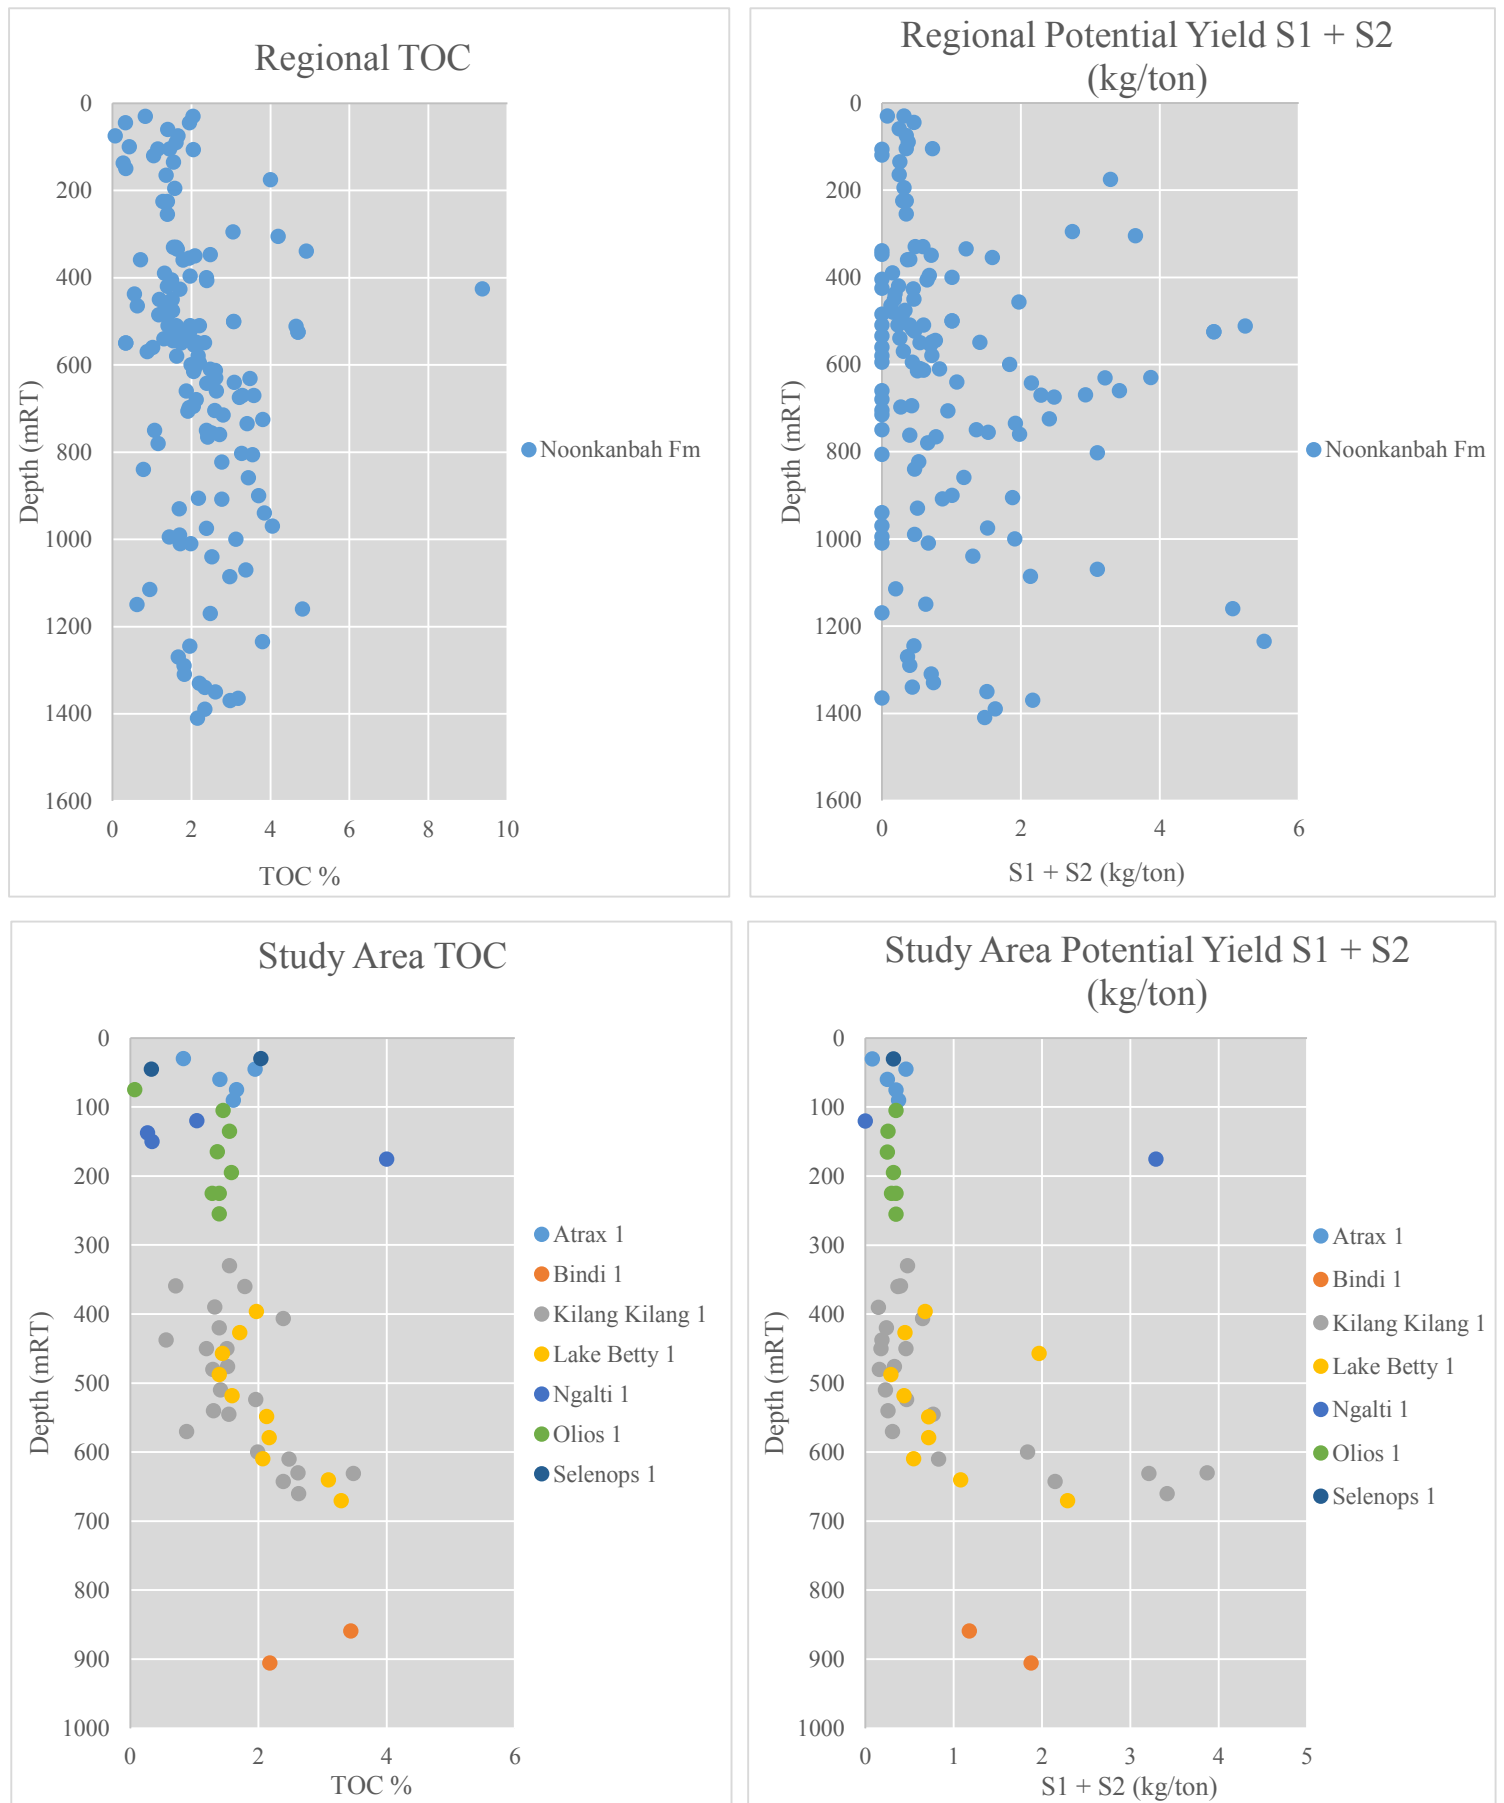 Regional TOC
0
200
400
600
800
1000
1200
1400
1600
Depth (mRT)
0 2 4 6 8 10
TOC %
Noonkanbah Fm
Regional Potential Yield S1 + S2
(kg/ton)
0
200
400
600
800
1000
1200
1400
1600
Depth (mRT)
0 2 4 6
S1 + S2 (kg/ton)
Noonkanbah Fm
Study Area TOC
0
100
200
300
400
500
600
700
800
900
1000
Depth (mRT)
0 2 4 6
TOC %
Atrax 1
Bindi 1
Kilang Kilang 1
Lake Betty 1
Ngalti 1
Olios 1
Selenops 1
Study Area Potential Yield S1 + S2
(kg/ton)
0
100
200
300
400
500
600
700
800
900
1000
Depth (mRT)
0 1 2 3 4 5
S1 + S2 (kg/ton)
Atrax 1
Bindi 1
Kilang Kilang 1
Lake Betty 1
Ngalti 1
Olios 1
Selenops 1